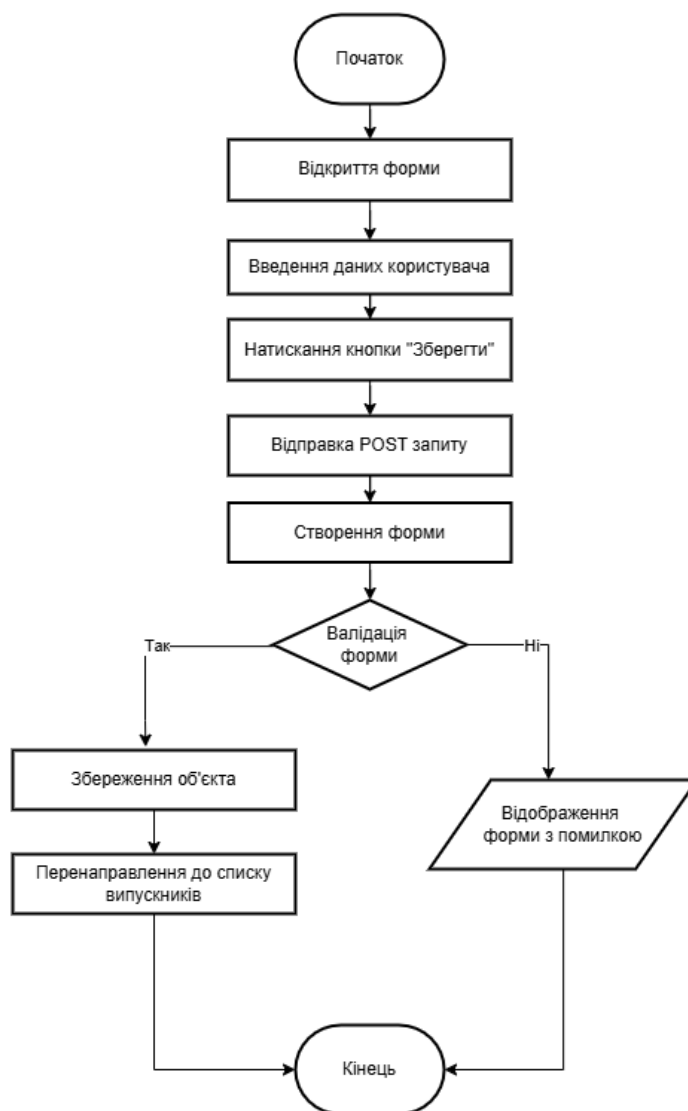 Початок
Відкриття форми
Введення даних користувача
Натискання кнопки "Зберегти"
Відправка POST запиту
Створення форми
Валідація
форми
Так
Ні
Збереження об'єкта
Відображення
форми з помилкою
Перенаправлення до списку
випускників
Кінець